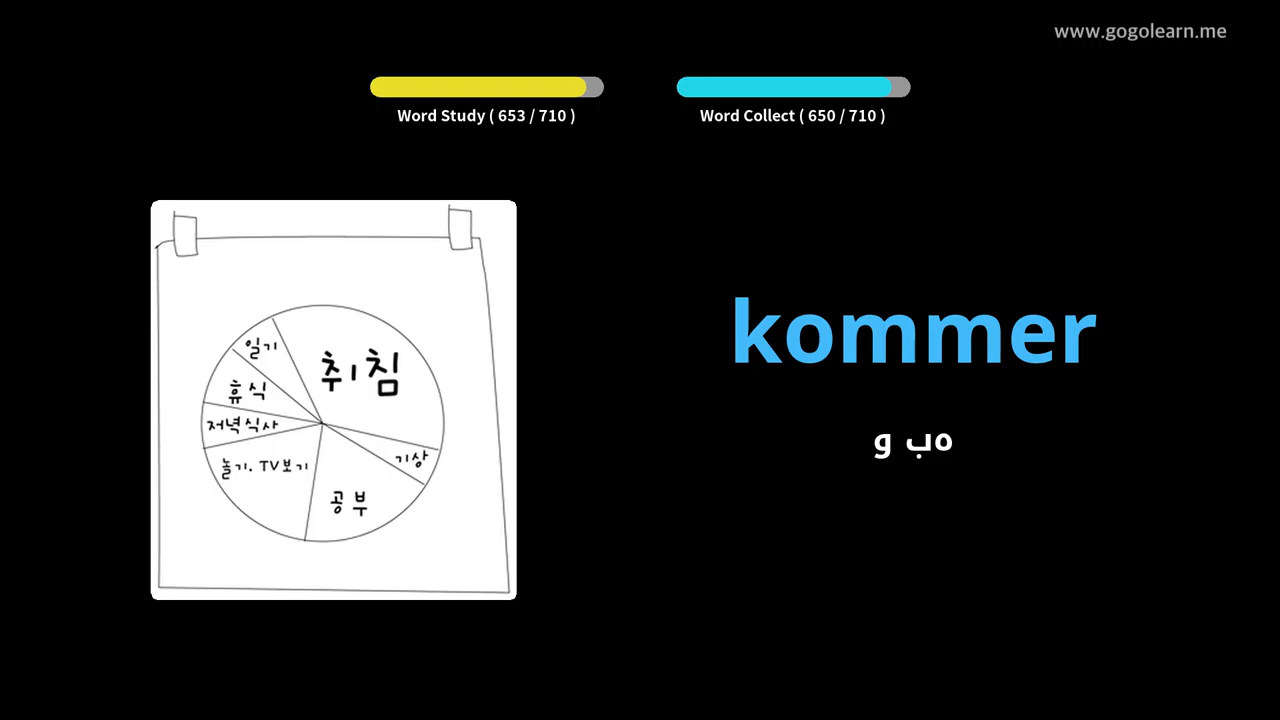 www.gogolearn.me
Word Study ( 653 / 710 )
Word Collect ( 650 / 710 )
일기
취침
휴식
저녁식사
놀기. TV보기
기상
공부
kommer